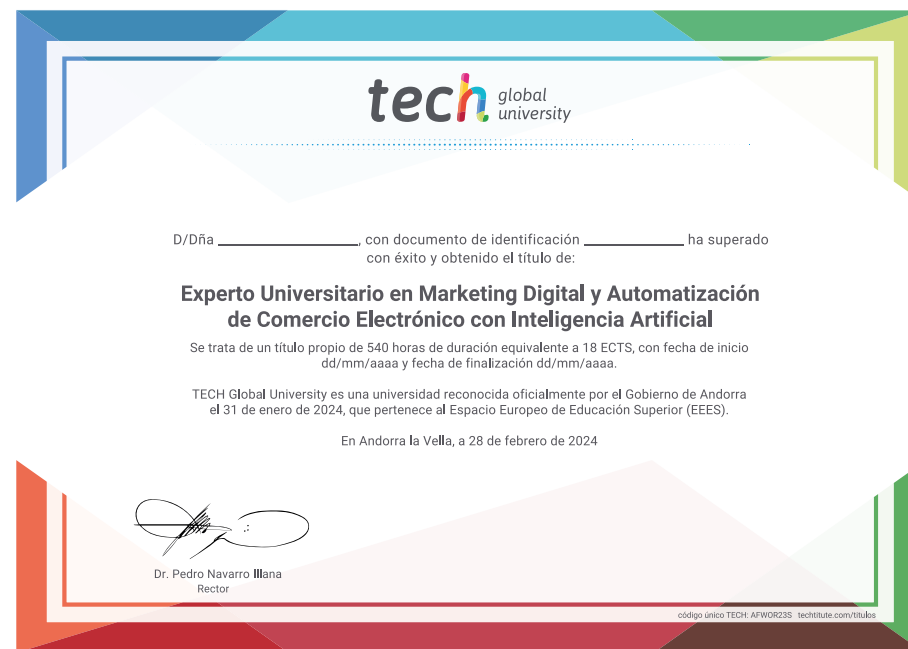 tech global university
D/Dña ____________________, con documento de identificación ______________ ha superado
con éxito y obtenido el título de:
Experto Universitario en Marketing Digital y Automatización
de Comercio Electrónico con Inteligencia Artificial
Se trata de un título propio de 540 horas de duración equivalente a 18 ECTS, con fecha de inicio
dd/mm/aaaa y fecha de finalización dd/mm/aaaa.
TECH Global University es una universidad reconocida oficialmente por el Gobierno de Andorra
el 31 de enero de 2024, que pertenece al Espacio Europeo de Educación Superior (EEES).
En Andorra la Vella, a 28 de febrero de 2024
Dr. Pedro Navarro Illana
Rector
código único TECH: AFWOR23S techtitute.com/titulos